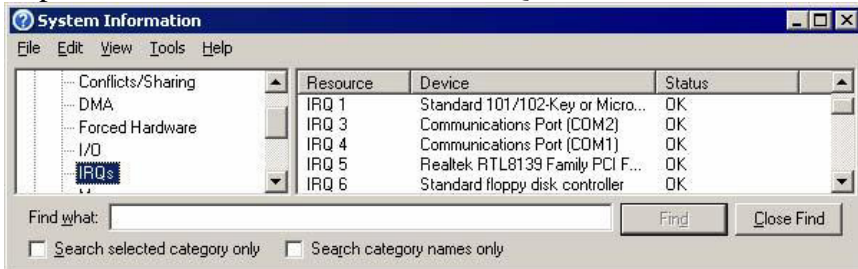 System Information
File Edit View Tools Help
Conflicts/Sharing
DMA
Forced Hardware
I/O
IRQs
Resource Device Status
IRQ 1 Standard 101/102-Key or Micro... OK
IRQ 3 Communications Port (COM2) OK
IRQ 4 Communications Port (COM1) OK
IRQ 5 Realtek RTL8139 Family PCI F... OK
IRQ 6 Standard floppy disk controller OK
Find what: Find Close Find
Search selected category only Search category names only